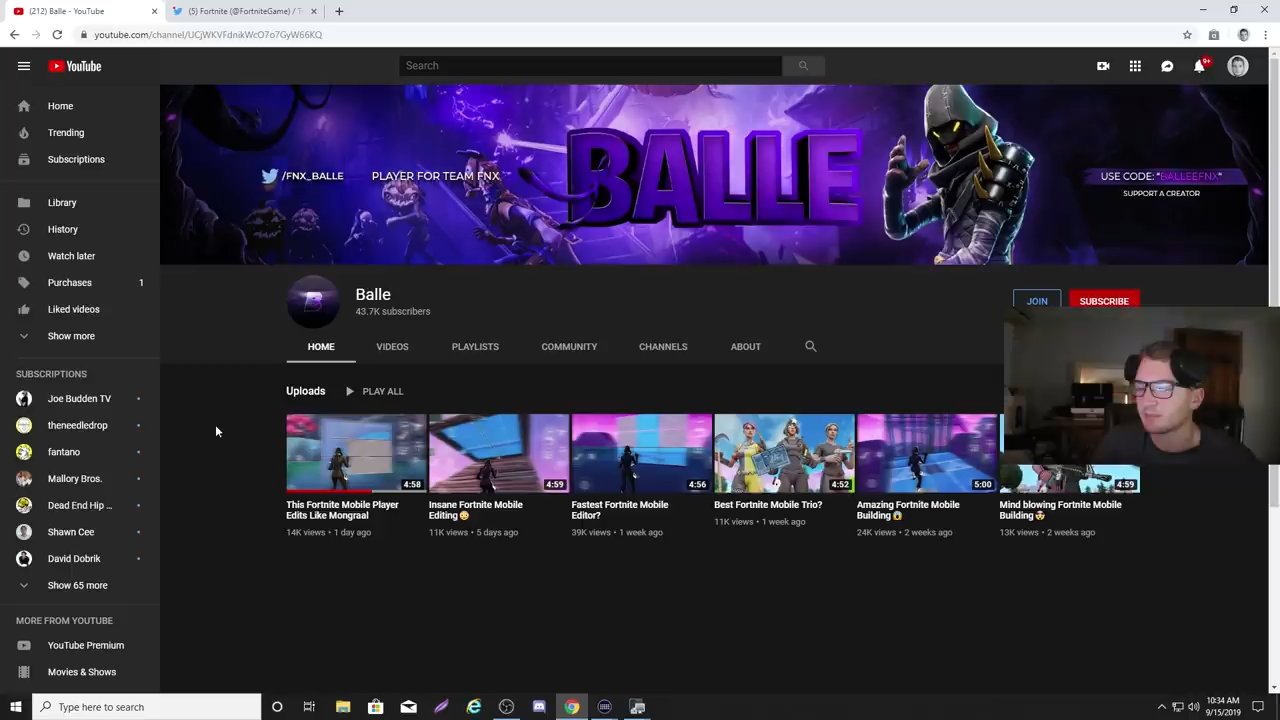 (212) Balle - YouTube
(5) Fortnite (@FortniteGame) / T
youtube.com/channel/UCjWKVFdnikWcO7o7GyW66KQ
YouTube
Search
9+
Home
Trending
Subscriptions
Library
History
Watch later
Purchases 1
Liked videos
Show more
SUBSCRIPTIONS
Joe Budden TV
theneedledrop
fantano
Mallory Bros.
Dead End Hip ...
Shawn Cee
David Dobrik
Show 65 more
MORE FROM YOUTUBE
YouTube Premium
Movies & Shows
/FNX_BALLE
PLAYER FOR TEAM FNX
BALLE
USE CODE: "BALLEEFNX"
SUPPORT A CREATOR
B
Balle
43.7K subscribers
JOIN
SUBSCRIBE
HOME
VIDEOS
PLAYLISTS
COMMUNITY
CHANNELS
ABOUT
Uploads
PLAY ALL
4:58
4:59
4:56
4:52
5:00
4:59
This Fortnite Mobile Player
Edits Like Mongraal
14K views • 1 day ago
Insane Fortnite Mobile
Editing😳
11K views • 5 days ago
Fastest Fortnite Mobile
Editor?
39K views • 1 week ago
Best Fortnite Mobile Trio?
11K views • 1 week ago
Amazing Fortnite Mobile
Building😱
24K views • 2 weeks ago
Mind blowing Fortnite Mobile
Building🤯
13K views • 2 weeks ago
Type here to search
10:34 AM
9/15/2019